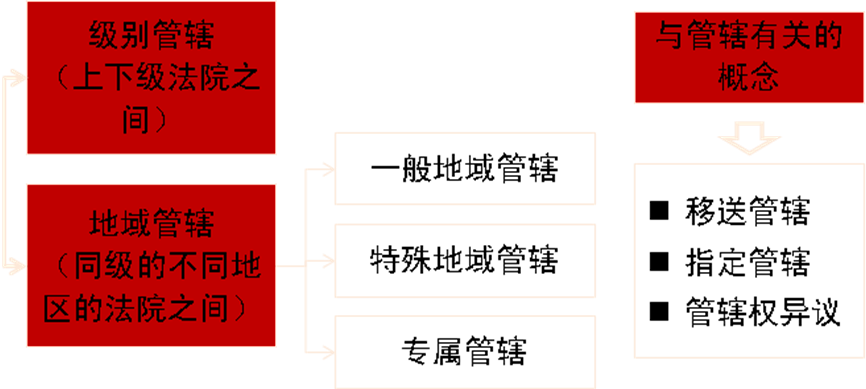 级别管辖
（上下级法院之
间）
地域管辖
（同级的不同地
区的法院之间）
一般地域管辖
特殊地域管辖
专属管辖
与管辖有关的
概念
■ 移送管辖
■ 指定管辖
■ 管辖权异议